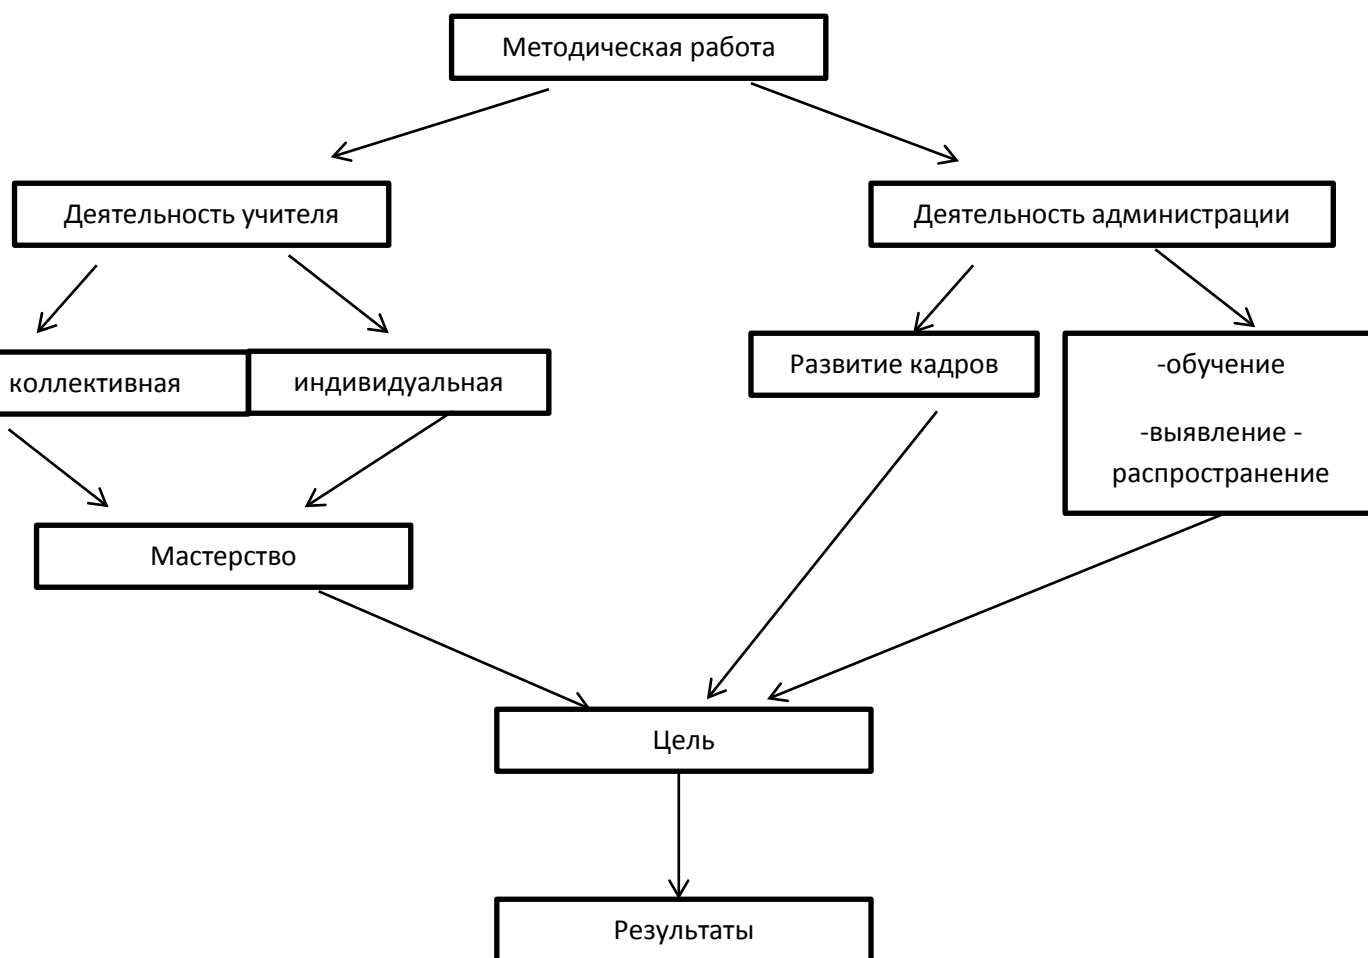 Методическая работа
Деятельность учителя
Деятельность администрации
коллективная
индивидуальная
Развитие кадров
-обучение
-выявление -
распространение
Мастерство
Цель
Результаты